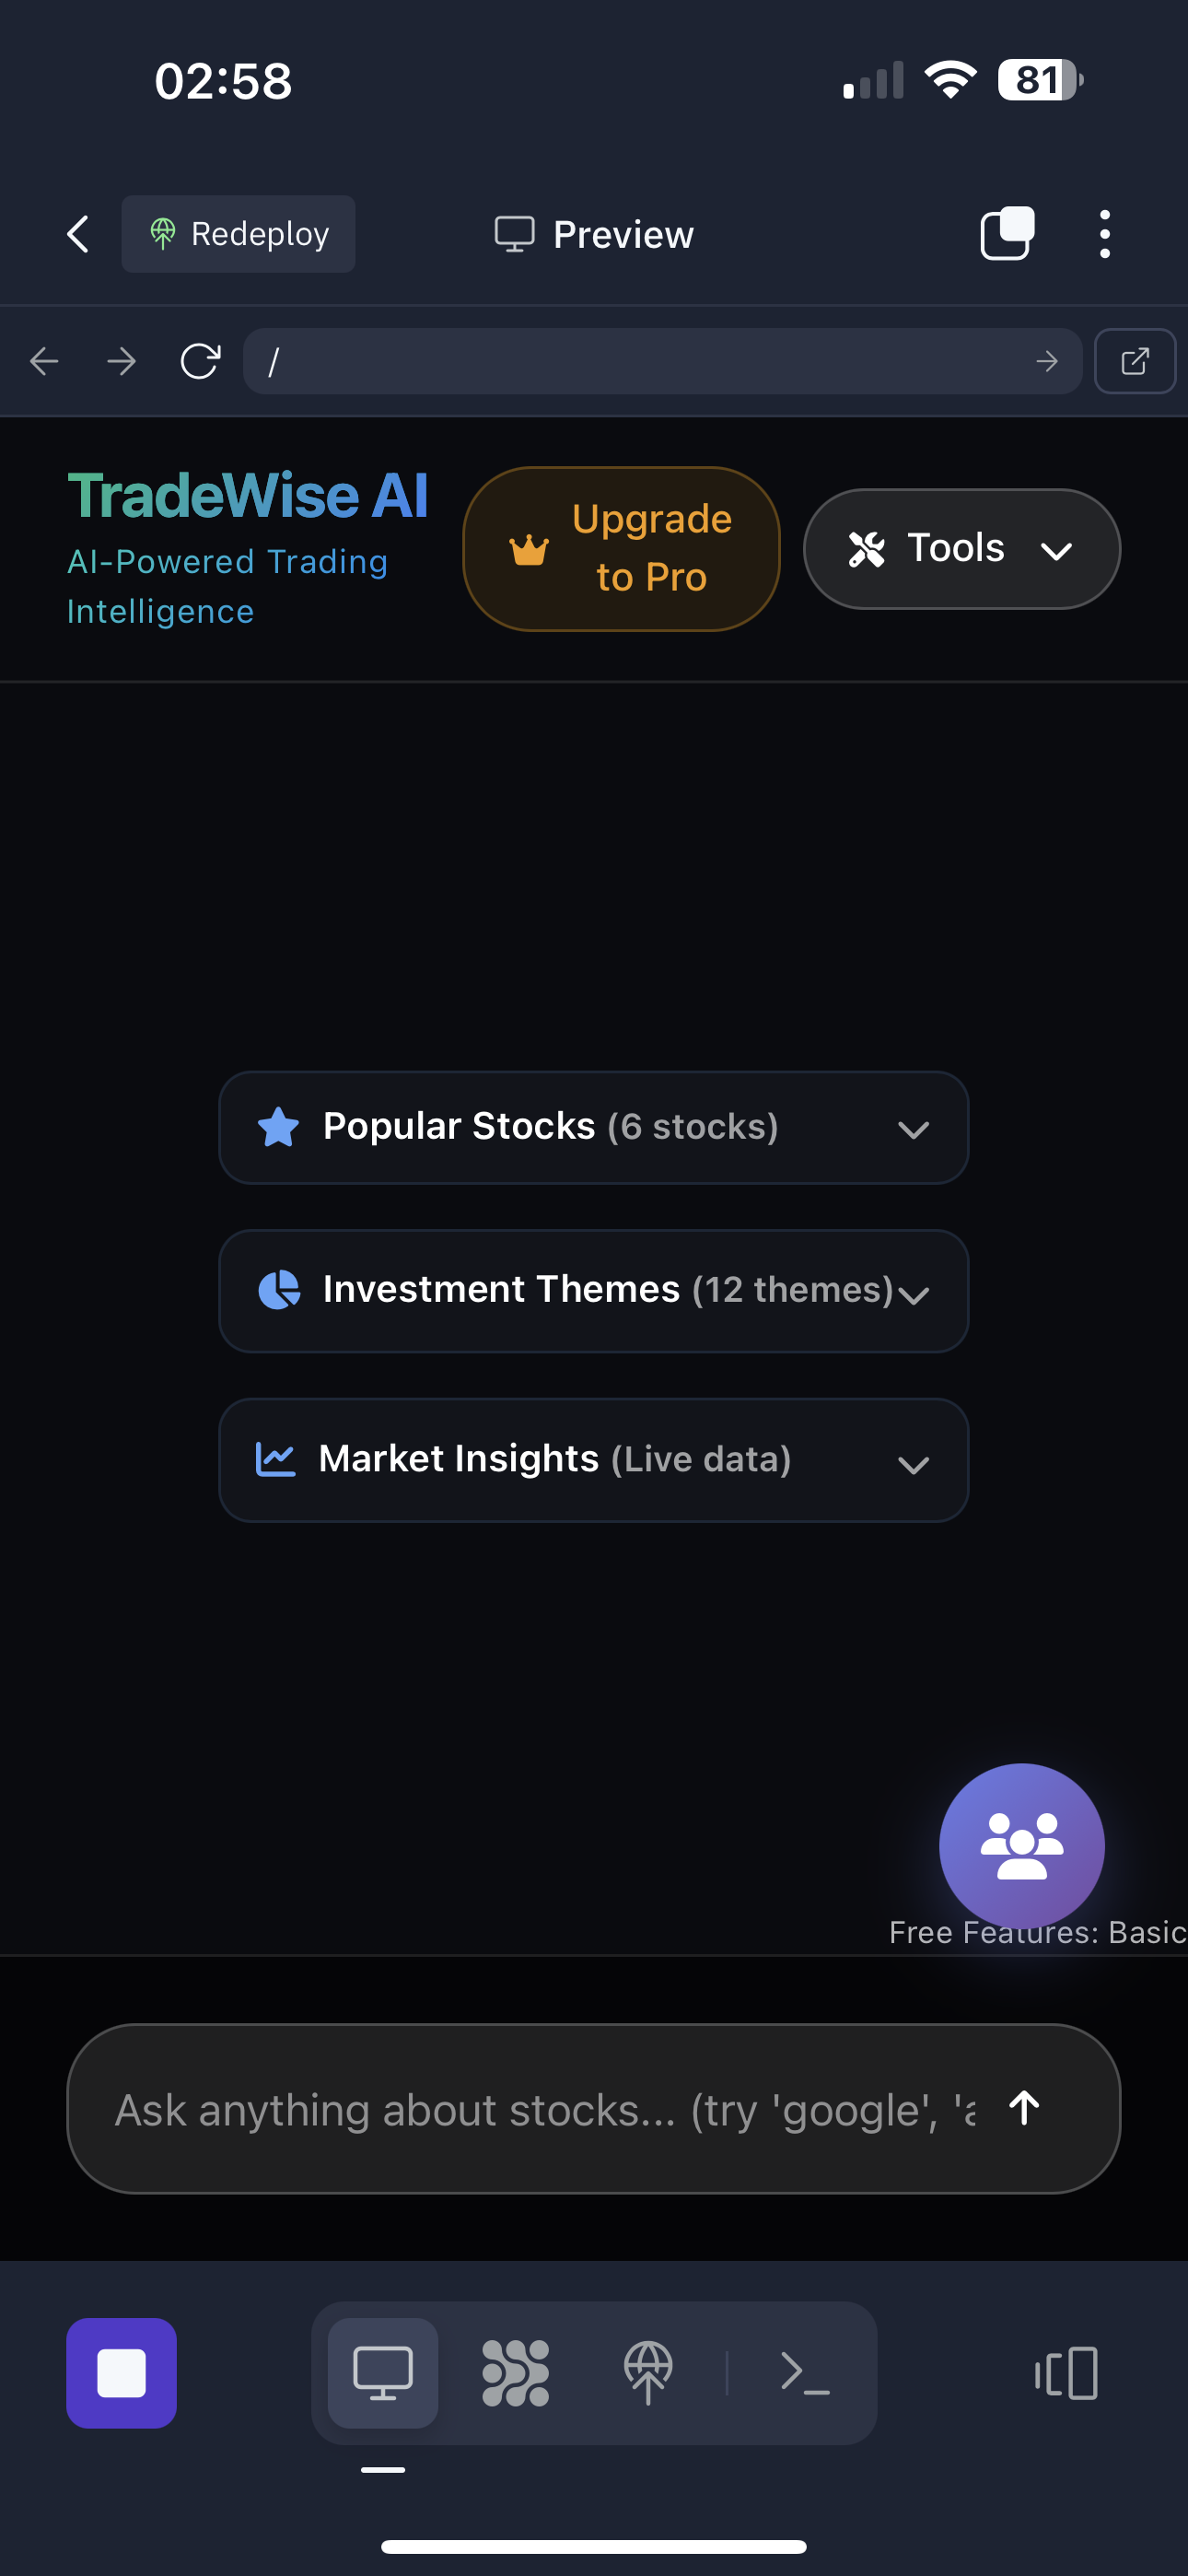 02:58
81
Redeploy
Preview
/
TradeWise AI
AI-Powered Trading
Intelligence
Upgrade
to Pro
Tools
Popular Stocks (6 stocks)
Investment Themes (12 themes)
Market Insights (Live data)
Free Features: Basic
Ask anything about stocks... (try 'google', 'a